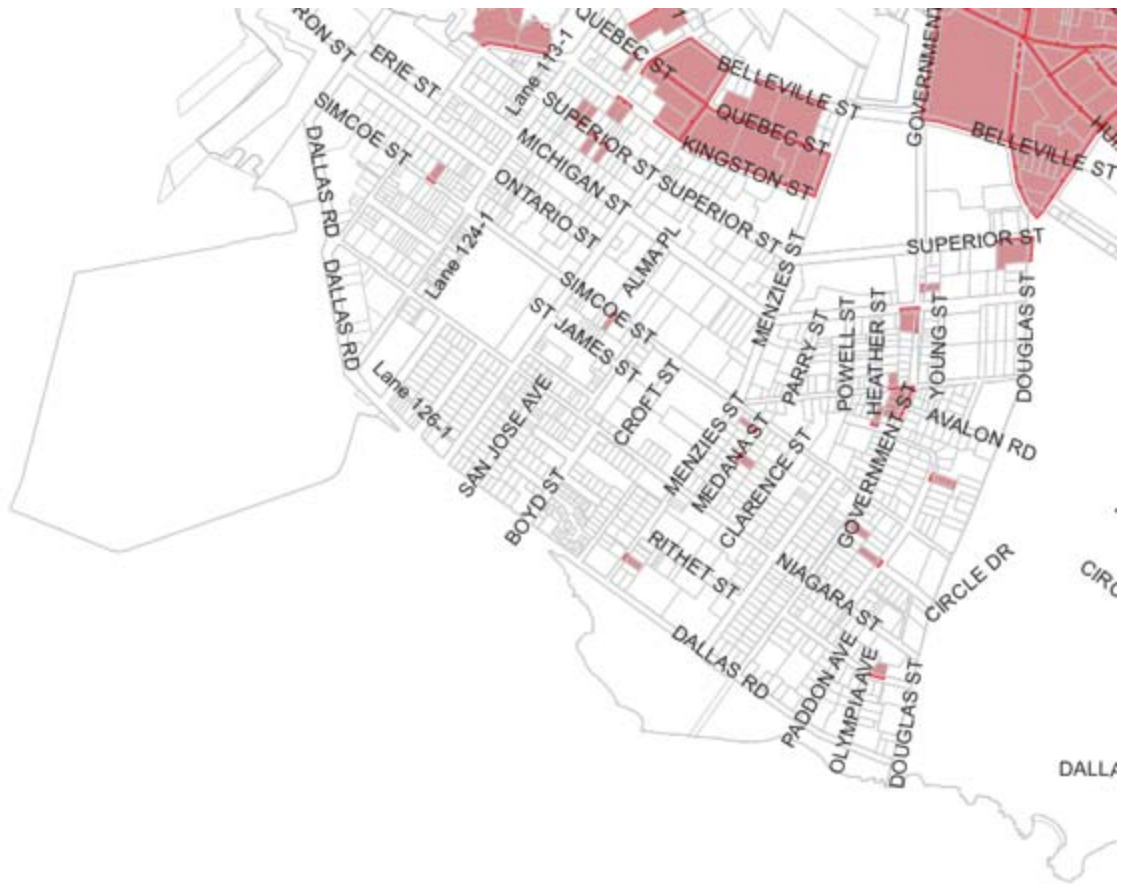 RON ST
QUEBEC ST
GOVERNMENT
ERIE ST
Lane 113-1
BELLEVILLE ST
SIMCOE ST
SUPERIOR ST
QUEBEC ST
BELLEVILLE ST
DALLAS RD
MICHIGAN ST
KINGSTON ST
ONTARIO ST
SUPERIOR ST
SUPERIOR ST
Lane 124-1
ALMA PL
MENZIES ST
DALLAS RD
SIMCOE ST
ST JAMES ST
PARRY ST
POWELL ST
HEATHER ST
YOUNG ST
DOUGLAS ST
Lane 126-1
SAN JOSE AVE
CROFT ST
MENZIES ST
MEDANA ST
CLARENCE ST
GOVERNMENT ST
AVALON RD
BOYD ST
RITHET ST
NIAGARA ST
CIRCLE DR
CIRC
DALLAS RD
PADDON AVE
OLYMPIA AVE
DOUGLAS ST
DALLA